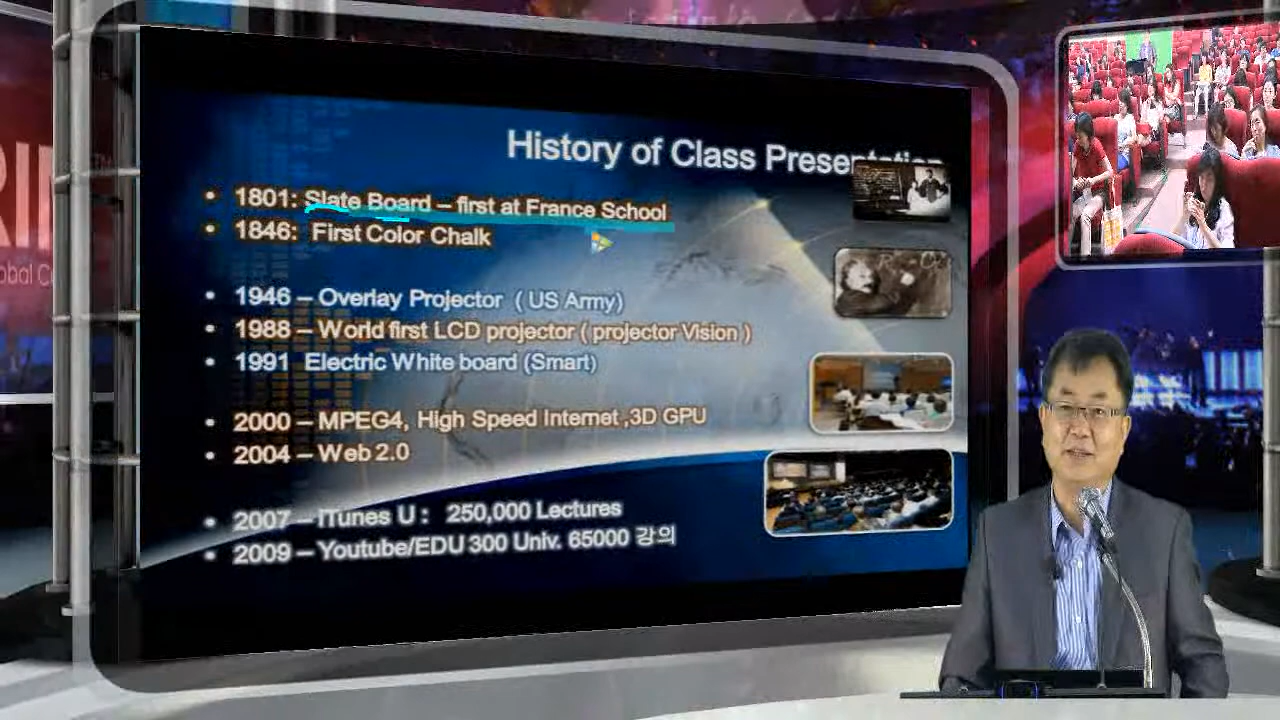 History of Class Presentation
• 1801: Slate Board – first at France School
• 1846: First Color Chalk
• 1946 – Overlay Projector ( US Army)
• 1988 – World first LCD projector ( projector Vision )
• 1991 Electric White board (Smart)
• 2000 – MPEG4, High Speed Internet ,3D GPU
• 2004 – Web 2.0
• 2007 – iTunes U : 250,000 Lectures
• 2009 – Youtube/EDU 300 Univ. 65000 강의